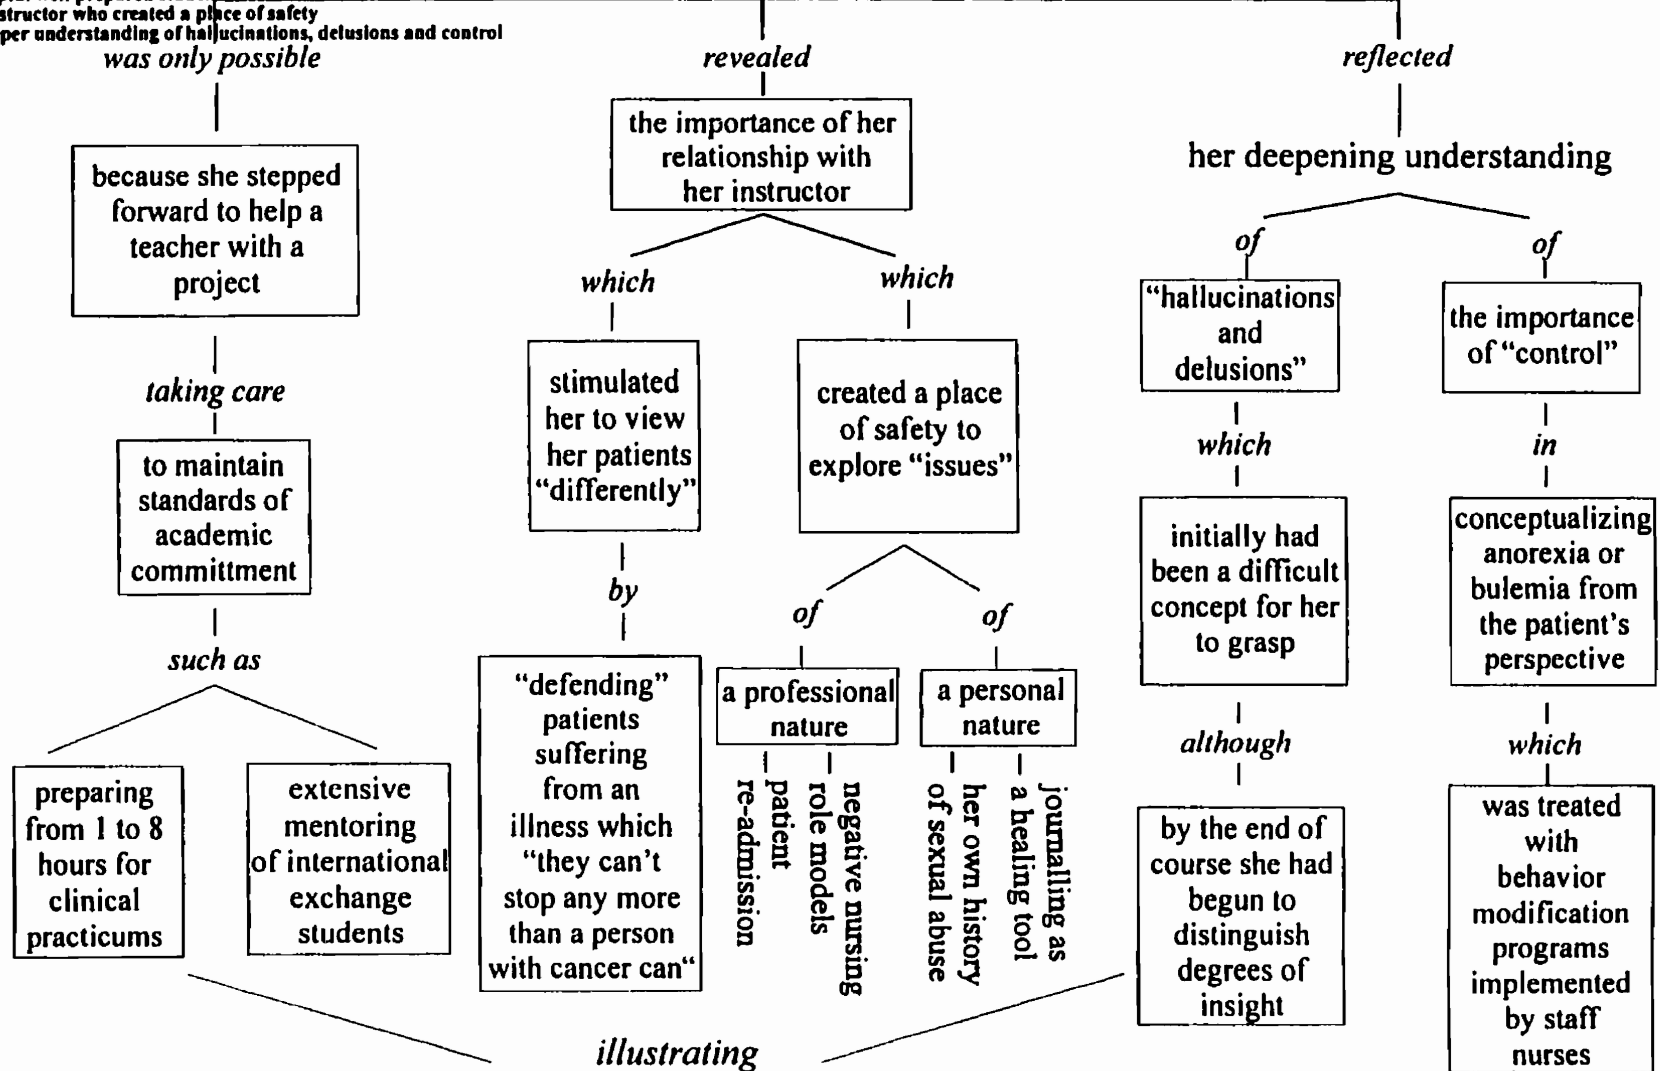 structor who created a place of safety
per understanding of hallucinations, delusions and control
was only possible
because she stepped
forward to help a
teacher with a
project
taking care
to maintain
standards of
academic
committment
such as
preparing
from 1 to 8
hours for
clinical
practicums
extensive
mentoring
of international
exchange
students
revealed
the importance of her
relationship with
her instructor
which
stimulated
her to view
her patients
“differently”
by
“defending”
patients
suffering
from an
illness which
“they can't
stop any more
than a person
with cancer can“
which
created a place
of safety to
explore “issues”
of
a professional
nature
patient
re-admission
negative nursing
role models
of
a personal
nature
her own history
of sexual abuse
journalling as
a healing tool
reflected
her deepening understanding
of
“hallucinations
and
delusions”
which
initially had
been a difficult
concept for her
to grasp
although
by the end of
course she had
begun to
distinguish
degrees of
insight
of
the importance
of “control”
in
conceptualizing
anorexia or
bulemia from
the patient's
perspective
which
was treated
with
behavior
modification
programs
implemented
by staff
nurses
illustrating